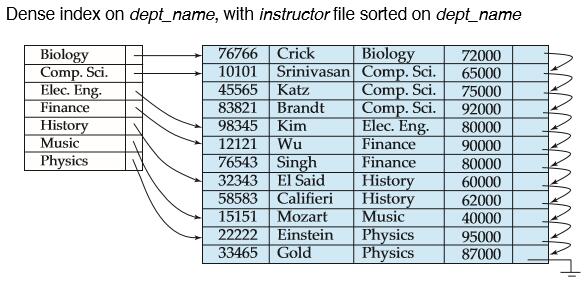 Dense index on dept_name, with instructor file sorted on dept_name
Biology
Comp. Sci.
Elec. Eng.
Finance
History
Music
Physics
76766 Crick Biology 72000
10101 Srinivasan Comp. Sci. 65000
45565 Katz Comp. Sci. 75000
83821 Brandt Comp. Sci. 92000
98345 Kim Elec. Eng. 80000
12121 Wu Finance 90000
76543 Singh Finance 80000
32343 El Said History 60000
58583 Califieri History 62000
15151 Mozart Music 40000
22222 Einstein Physics 95000
33465 Gold Physics 87000